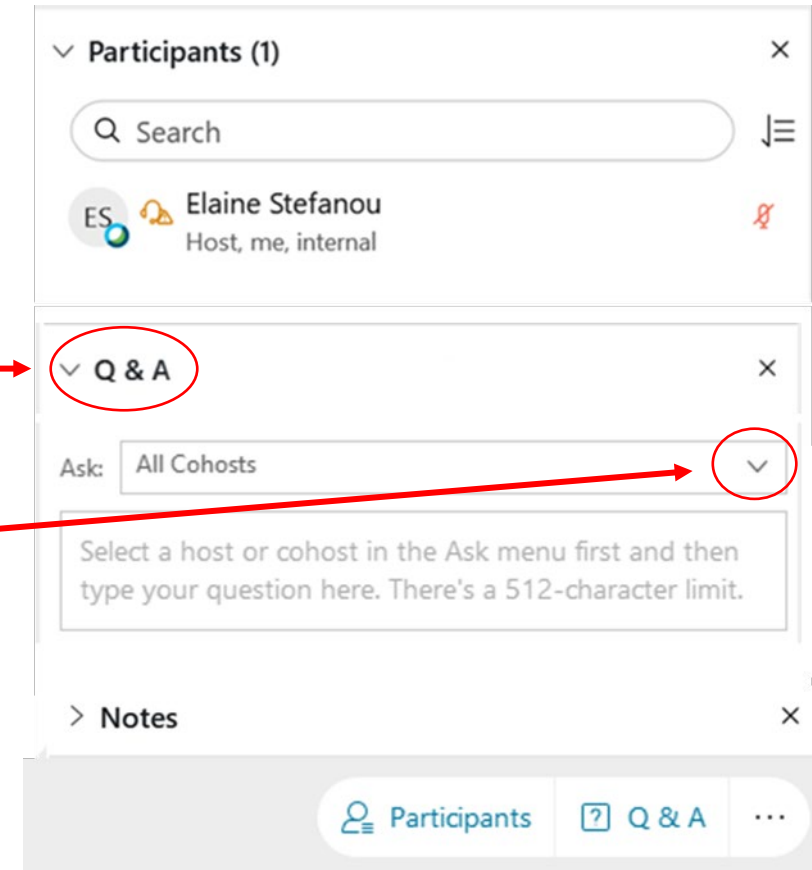 Participants (1)
Search
ES
Elaine Stefanou
Host, me, internal
Q & A
Ask: All Cohosts
Select a host or cohost in the Ask menu first and then
type your question here. There's a 512-character limit.
Notes
Participants Q & A ...